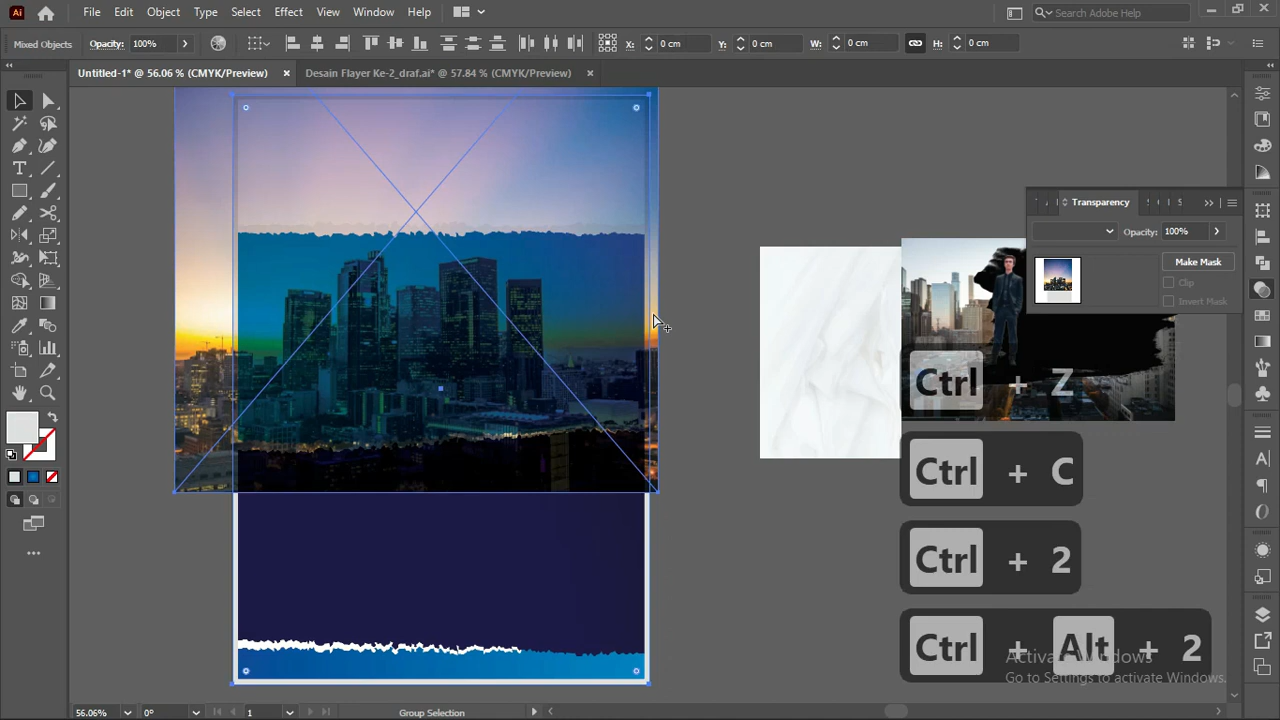 Ai File Edit Object Type Select Effect View Window Help Search Adobe Help
Mixed Objects Opacity: 100% X: 0 cm Y: 0 cm W: 0 cm H: 0 cm
Untitled-1* @ 56.06 % (CMYK/Preview) × Desain Flayer Ke-2_draf.ai* @ 57.84 % (CMYK/Preview) ×
Transparency
Opacity: 100%
Make Mask
Clip
Invert Mask
Ctrl + Z
Ctrl + C
Ctrl + 2
Ctrl + Alt + 2
Activate Windows
Go to Settings to activate Windows.
56.06% 0° 1 Group Selection